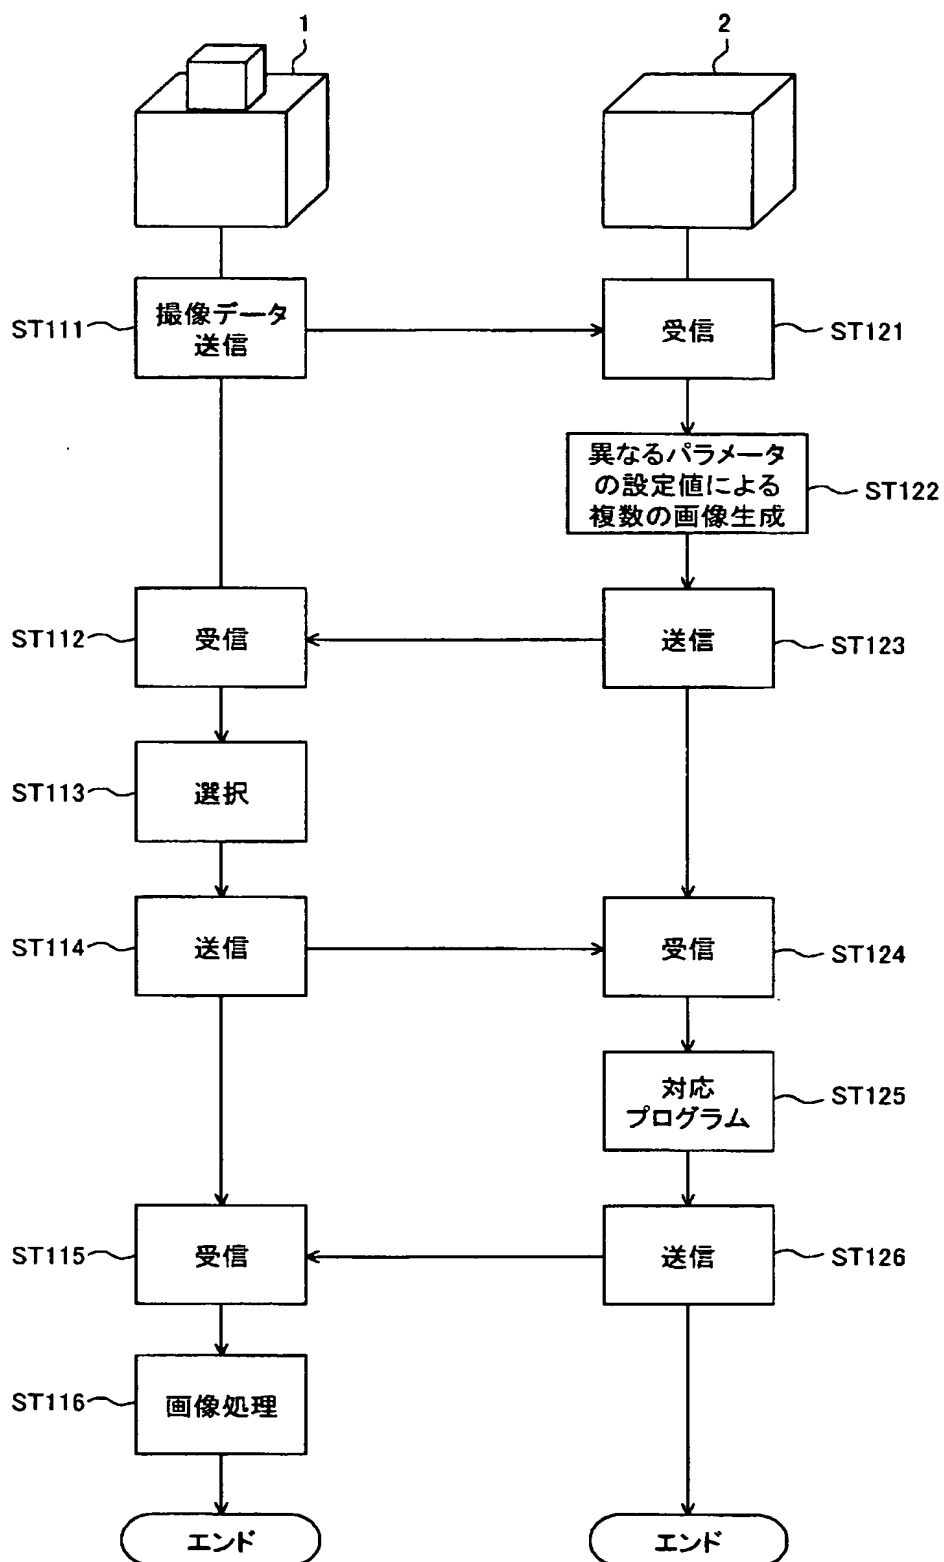 1
2
ST111
撮像データ
送信
受信
ST121
異なるパラメータ
の設定値による
複数の画像生成
ST122
ST112
受信
送信
ST123
ST113
選択
ST114
送信
受信
ST124
対応
プログラム
ST125
ST115
受信
送信
ST126
ST116
画像処理
エンド
エンド